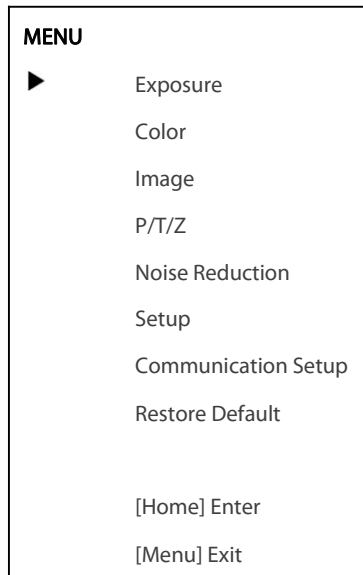 MENU
▶ Exposure
Color
Image
P/T/Z
Noise Reduction
Setup
Communication Setup
Restore Default
[Home] Enter
[Menu] Exit